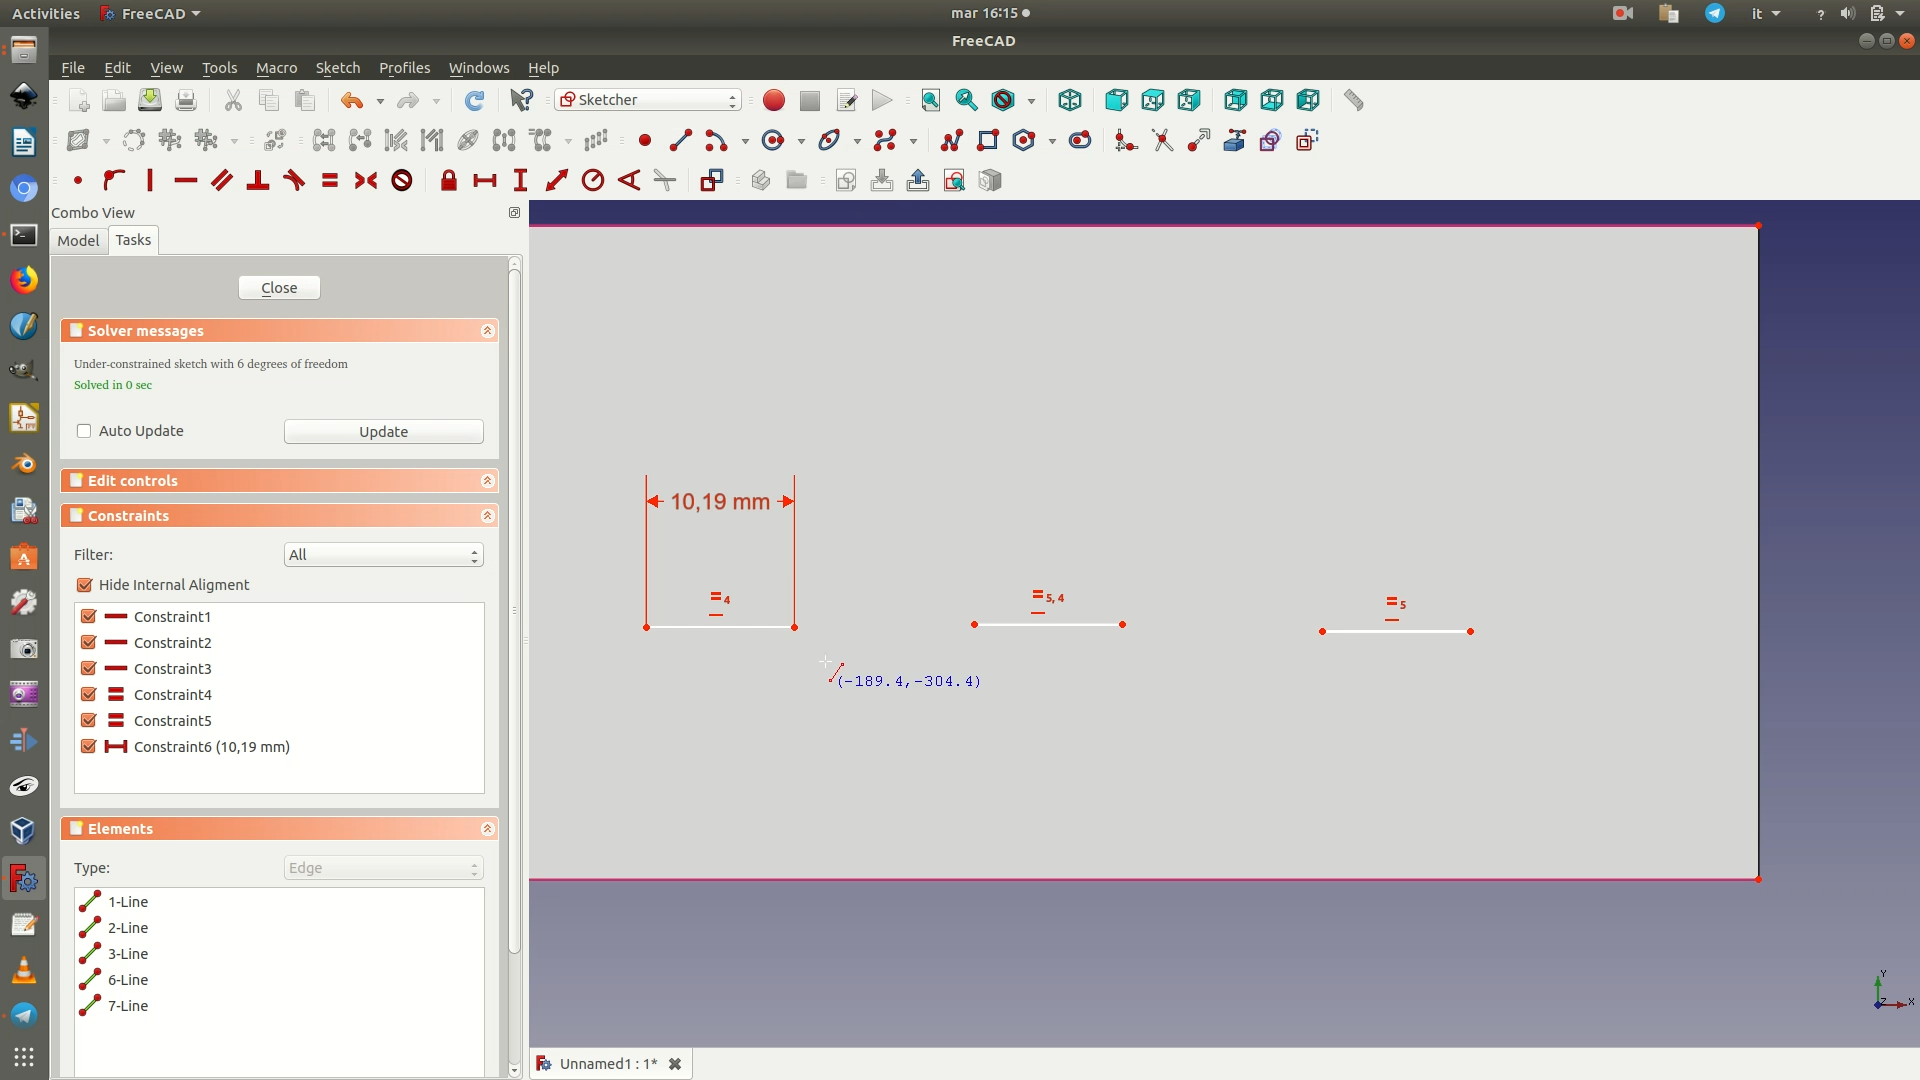 Activities FreeCAD mar 16:15 it ?
FreeCAD
File Edit View Tools Macro Sketch Profiles Windows Help
Sketcher
Combo View
Model Tasks
Close
Solver messages
Under-constrained sketch with 6 degrees of freedom
Solved in 0 sec
Auto Update Update
Edit controls
Constraints
Filter: All
Hide Internal Aligment
Constraint1
Constraint2
Constraint3
Constraint4
Constraint5
Constraint6 (10,19 mm)
Elements
Type: Edge
1-Line
2-Line
3-Line
6-Line
7-Line
10,19 mm
4
5, 4
5
(-189.4,-304.4)
Y
Z X
Unnamed1 : 1*